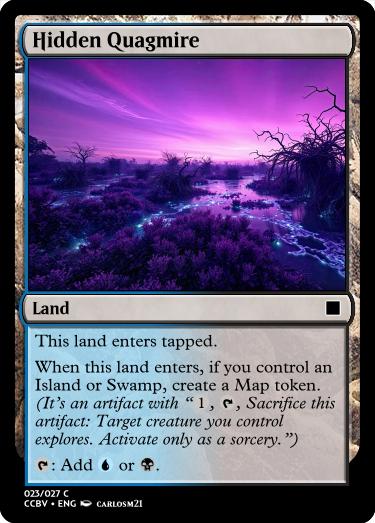 Hidden Quagmire
Land
This land enters tapped.
When this land enters, if you control an
Island or Swamp, create a Map token.
(It's an artifact with “1, , Sacrifice this
artifact: Target creature you control
explores. Activate only as a sorcery.”)
: Add  or .
023/027 C
CCBV • ENG CARLOSM21